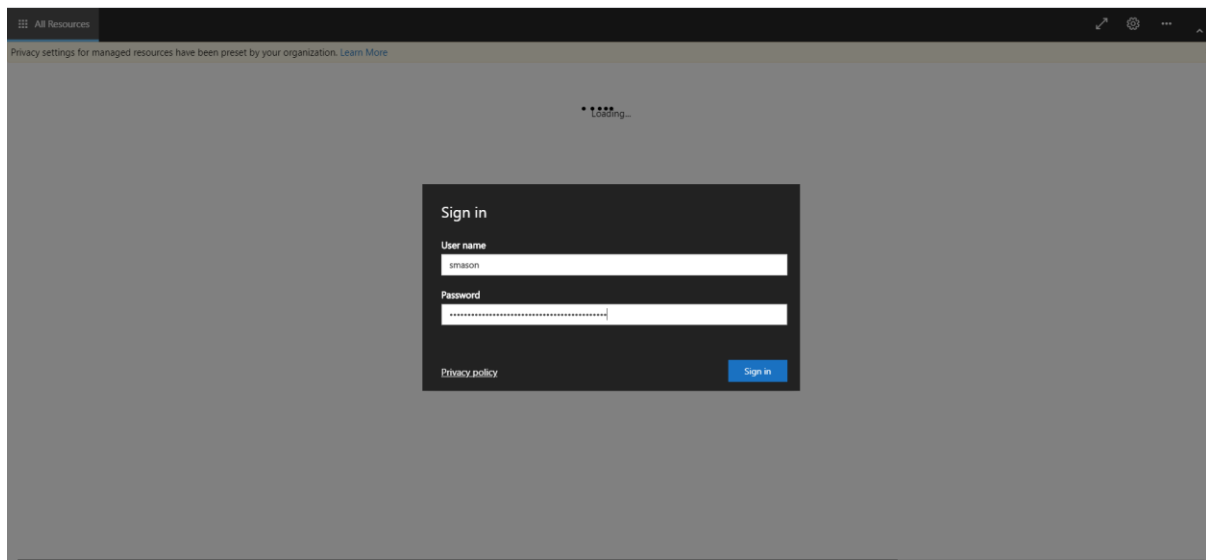 All Resources
Privacy settings for managed resources have been preset by your organization. Learn More
Loading...
Sign in
User name
smason
Password
Privacy policy
Sign in